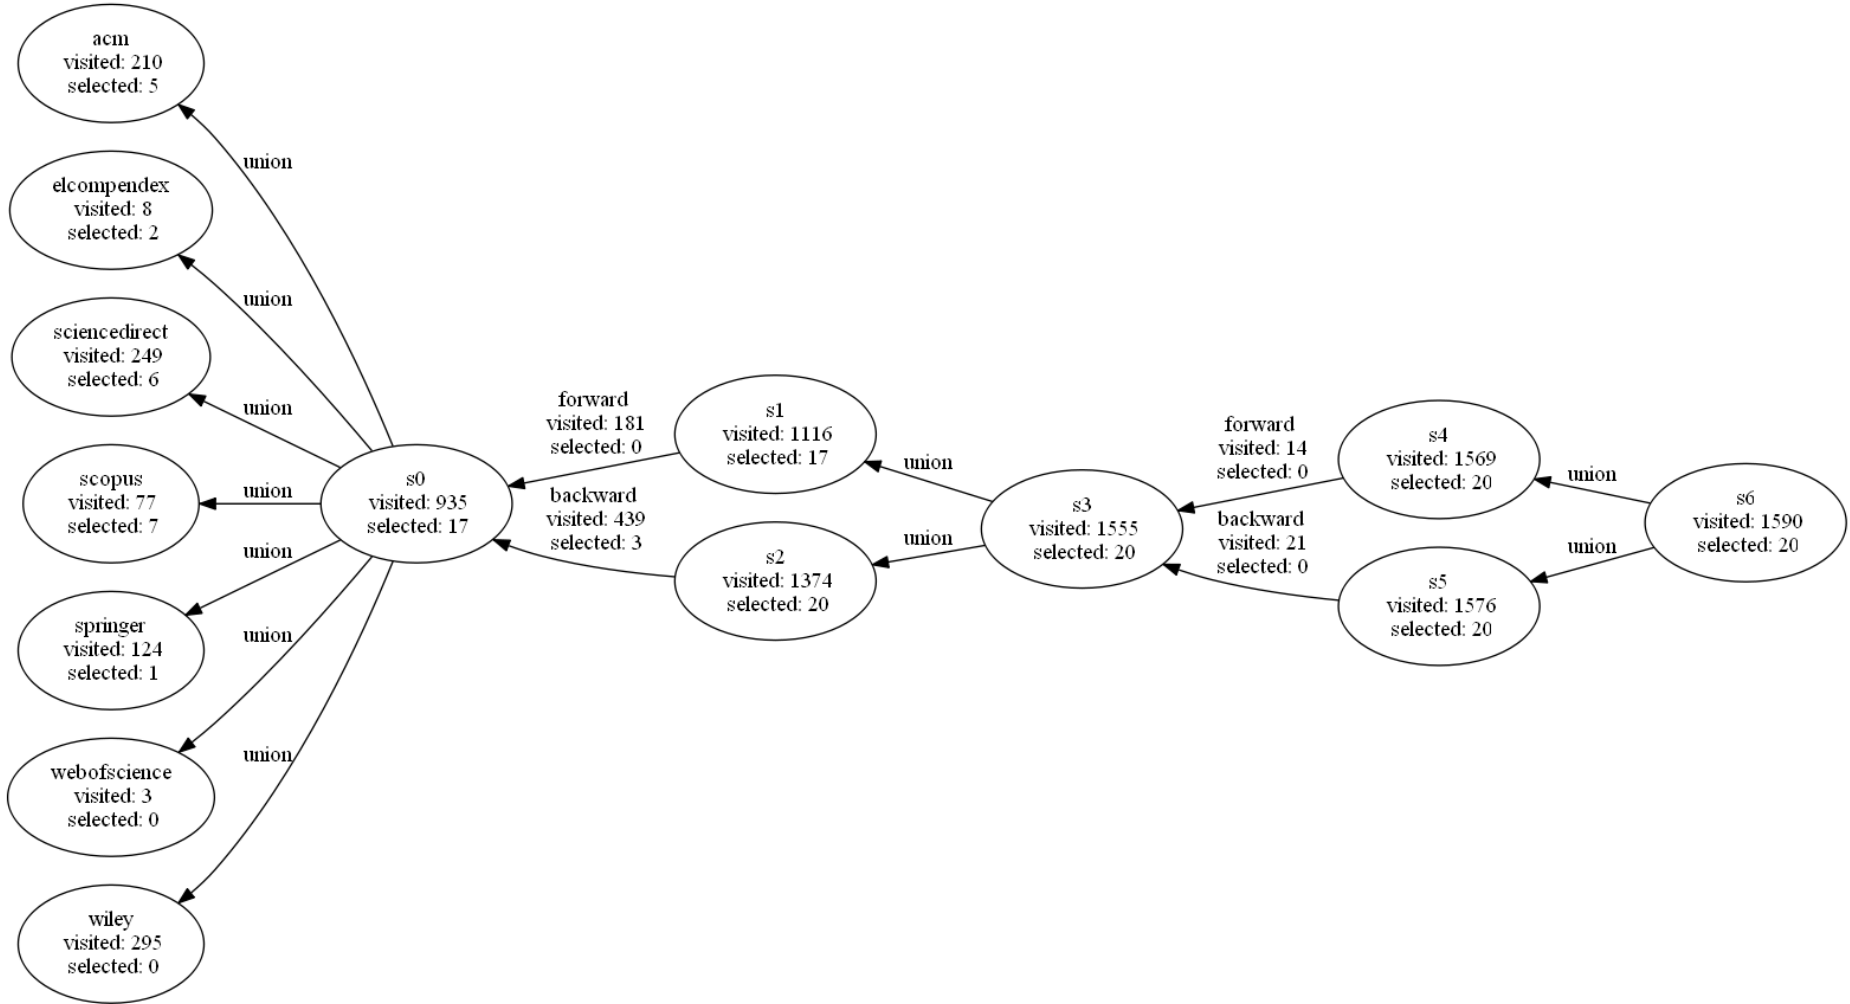 acm
visited: 210
selected: 5
union
elcompendex
visited: 8
selected: 2
union
sciencedirect
visited: 249
selected: 6
union
scopus
visited: 77
selected: 7
union
springer
visited: 124
selected: 1
union
webofscience
visited: 3
selected: 0
union
wiley
visited: 295
selected: 0
union
s0
visited: 935
selected: 17
forward
visited: 181
selected: 0
backward
visited: 439
selected: 3
s1
visited: 1116
selected: 17
s2
visited: 1374
selected: 20
union
union
s3
visited: 1555
selected: 20
forward
visited: 14
selected: 0
backward
visited: 21
selected: 0
s4
visited: 1569
selected: 20
s5
visited: 1576
selected: 20
union
union
s6
visited: 1590
selected: 20